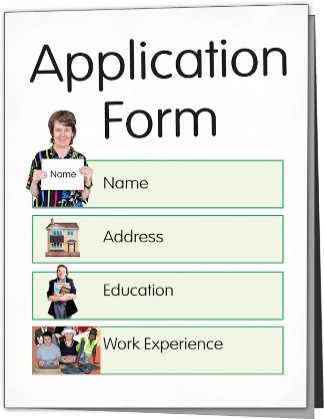 Application
Form
Name
Name
Address
Education
Work Experience